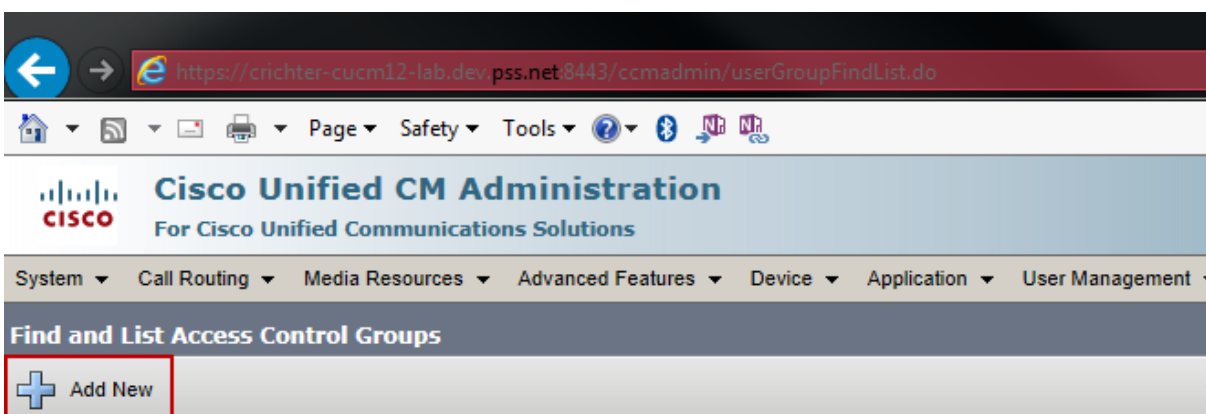 https://crichter-cucm12-lab.dev.pss.net:8443/ccmadmin/userGroupFindList.do
Page Safety Tools
CISCO Cisco Unified CM Administration
For Cisco Unified Communications Solutions
System Call Routing Media Resources Advanced Features Device Application User Management
Find and List Access Control Groups
Add New